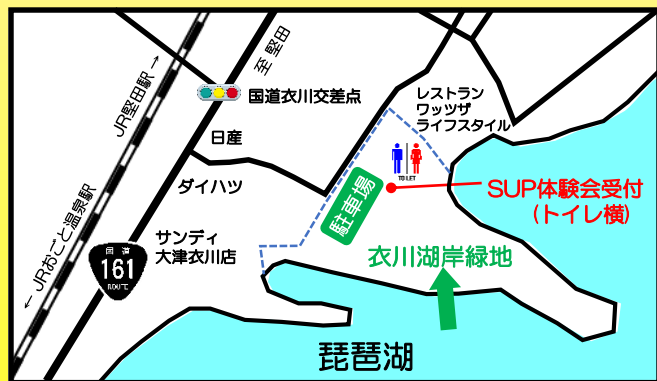 至 堅田
JR堅田駅→
国道衣川交差点
レストラン
ワッツザ
ライフスタイル
日産
TO LET
ダイハツ
駐車場
SUP体験会受付
(トイレ横)
←JRおごと温泉駅
国道
161
ROUTE
サンディ
大津衣川店
衣川湖岸緑地
琵琶湖